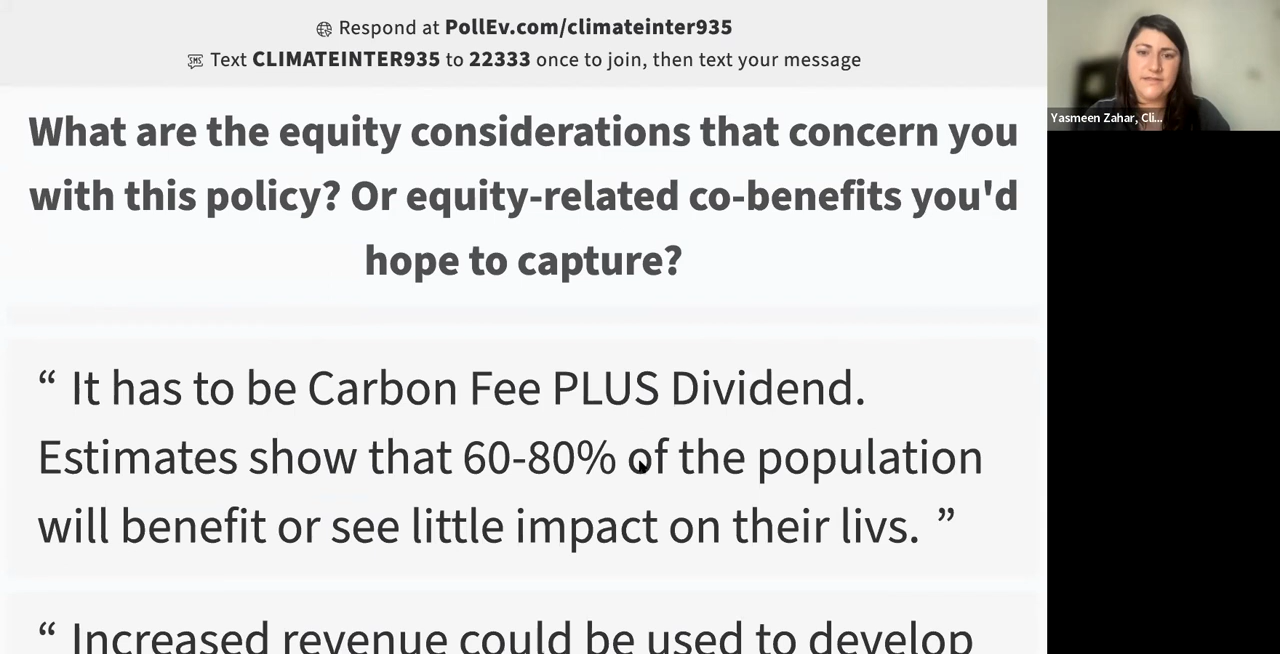 Respond at PollEv.com/climateinter935
Text CLIMATEINTER935 to 22333 once to join, then text your message
What are the equity considerations that concern you
with this policy? Or equity-related co-benefits you'd
hope to capture?
“ It has to be Carbon Fee PLUS Dividend.
Estimates show that 60-80% of the population
will benefit or see little impact on their livs. ”
“ Increased revenue could be used to develop
Yasmeen Zahar, Cli...